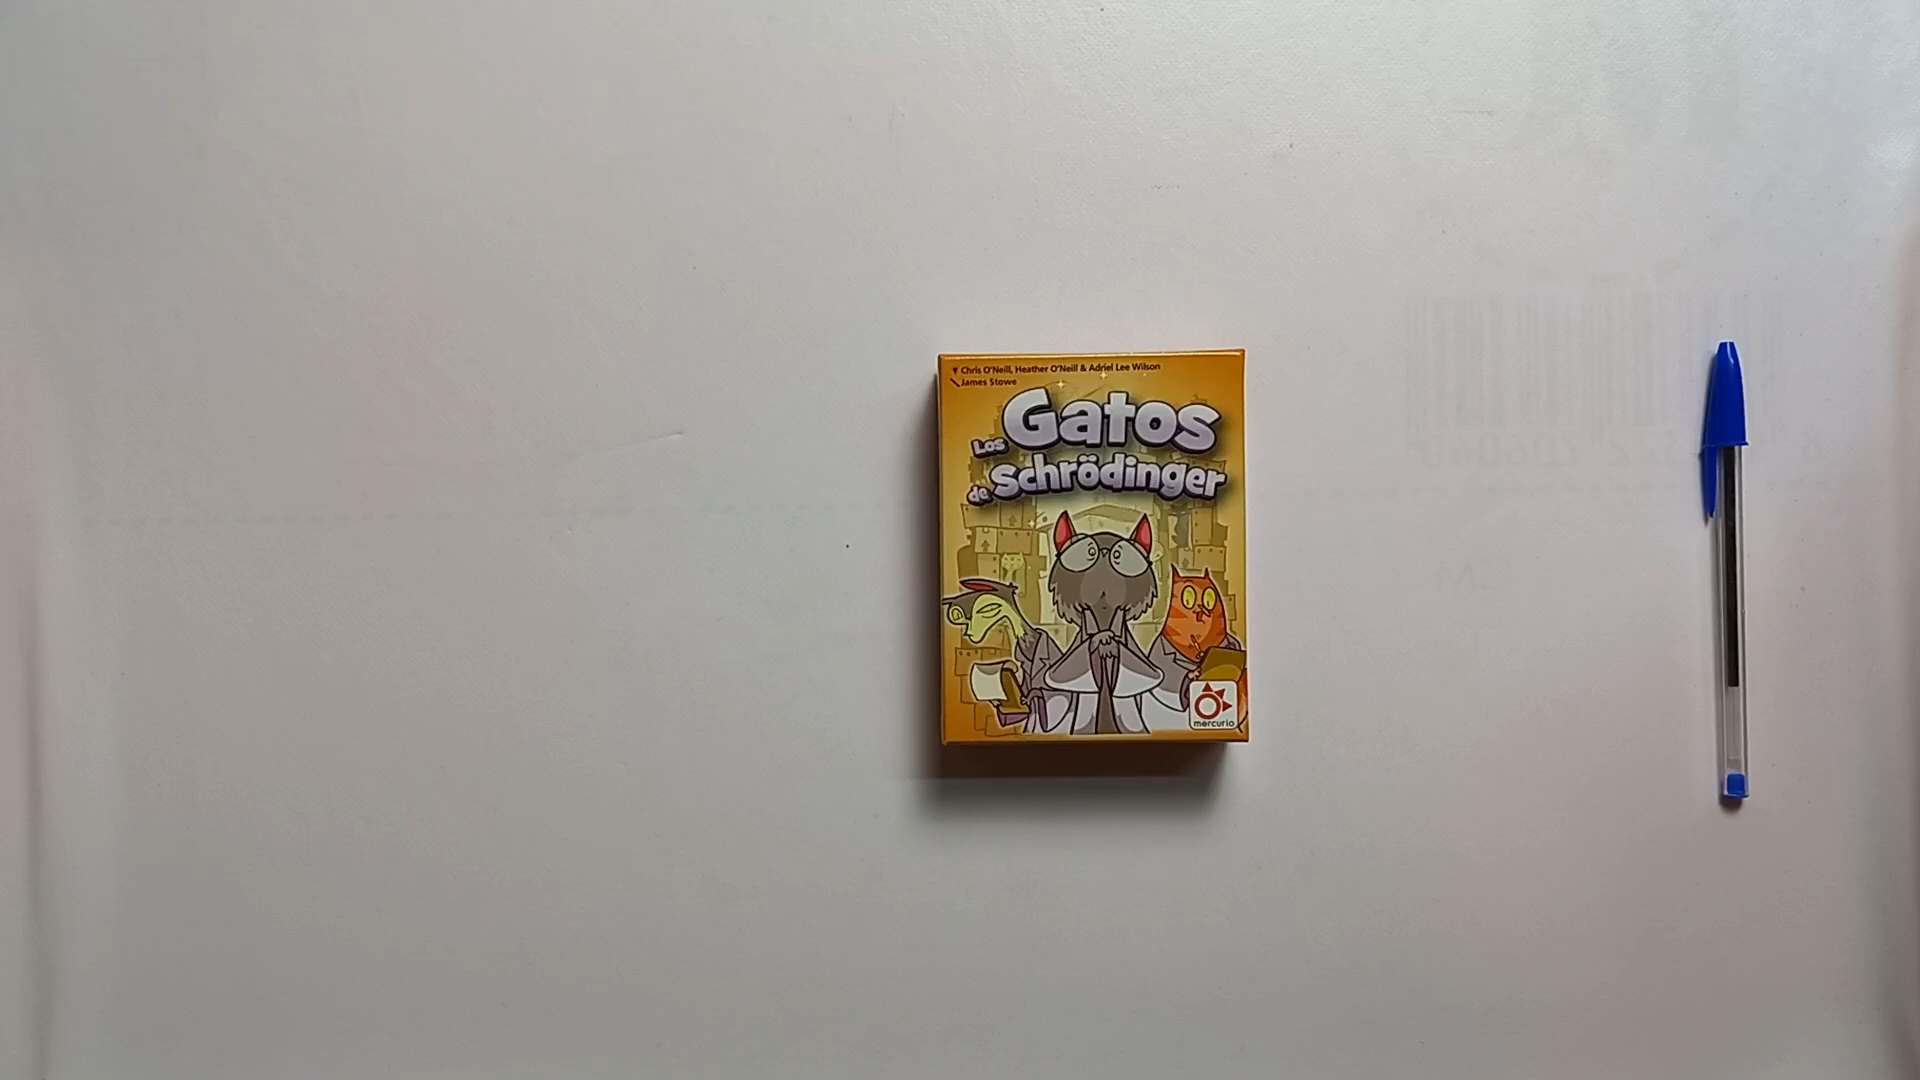 Chris O'Neill, Heather O'Neill & Adriel Lee Wilson
James Stowe
Los Gatos
de Schrödinger
mercurio